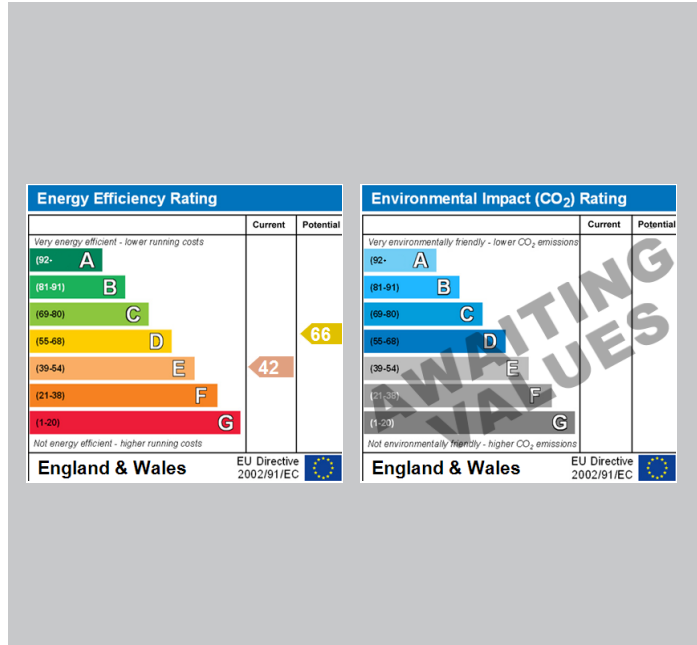 Energy Efficiency Rating
Current Potential
Very energy efficient - lower running costs
(92- A
(81-91) B
(69-80) C
(55-68) D
66
(39-54) E
42
(21-38) F
(1-20) G
Not energy efficient - higher running costs
England & Wales
EU Directive
2002/91/EC
Environmental Impact (CO2) Rating
Current Potential
Very environmentally friendly - lower CO2 emissions
(92- A
(81-91) B
(69-80) C
(55-68) D
(39-54) E
(21-38) F
(1-20) G
AWAITING
VALUES
Not environmentally friendly - higher CO2 emissions
England & Wales
EU Directive
2002/91/EC